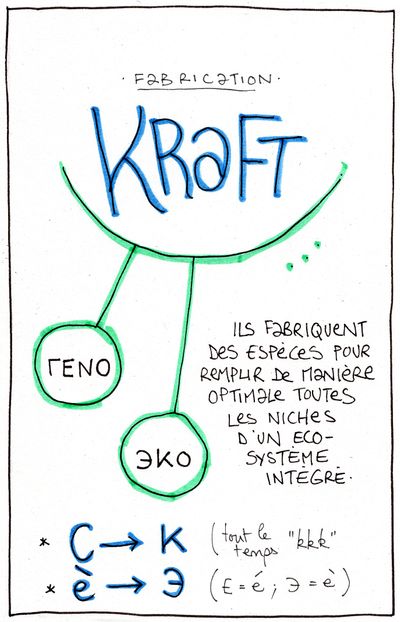 · FABRICATION ·
KRAFT
ГENO
ЭKO
ILS FABRIQUENT
DES ESPÈCES POUR
REMPLIR DE MANIÈRE
OPTIMALE TOUTES
LES NICHES
D'UN ECO-
SYSTÈME
INTÉGRÉ.
* C → K (tout le temps "kkk"
* è → Э (£ = é ; Э = è)